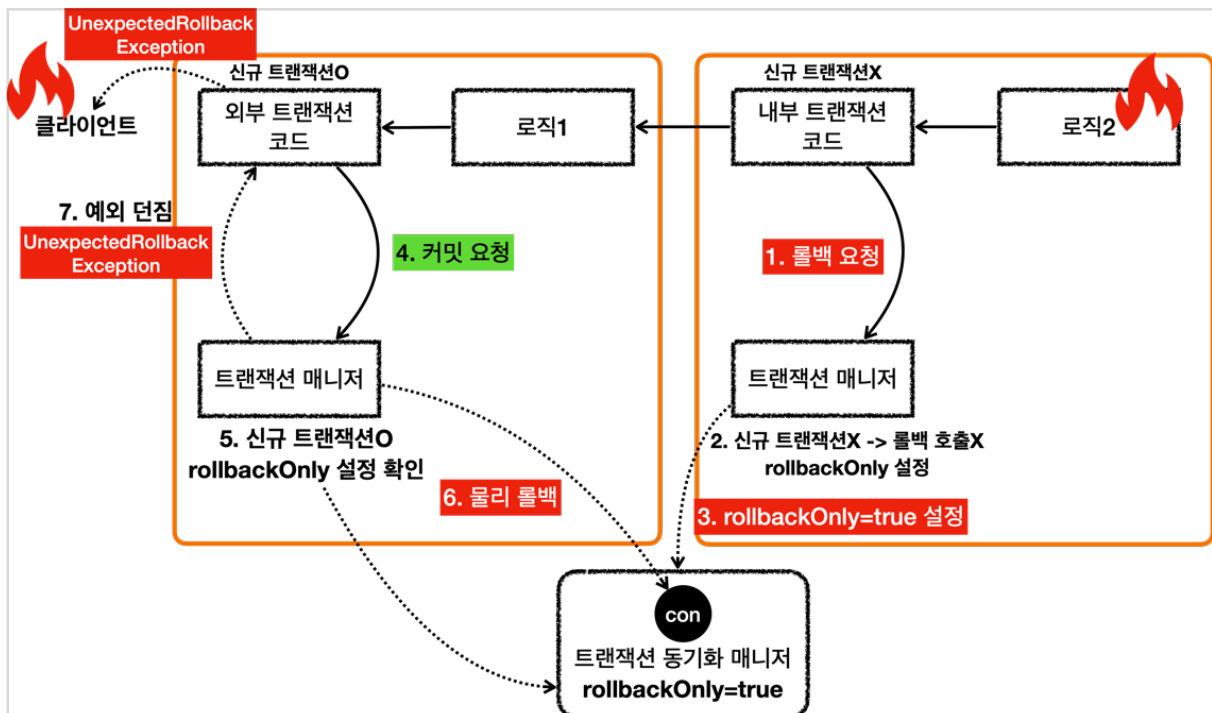 UnexpectedRollback
Exception
클라이언트
신규 트랜잭션O
외부 트랜잭션
코드
로직1
신규 트랜잭션X
내부 트랜잭션
코드
로직2
7. 예외 던짐
UnexpectedRollback
Exception
4. 커밋 요청
1. 롤백 요청
트랜잭션 매니저
5. 신규 트랜잭션O
rollbackOnly 설정 확인
트랜잭션 매니저
2. 신규 트랜잭션X -> 롤백 호출X
rollbackOnly 설정
6. 물리 롤백
3. rollbackOnly=true 설정
con
트랜잭션 동기화 매니저
rollbackOnly=true